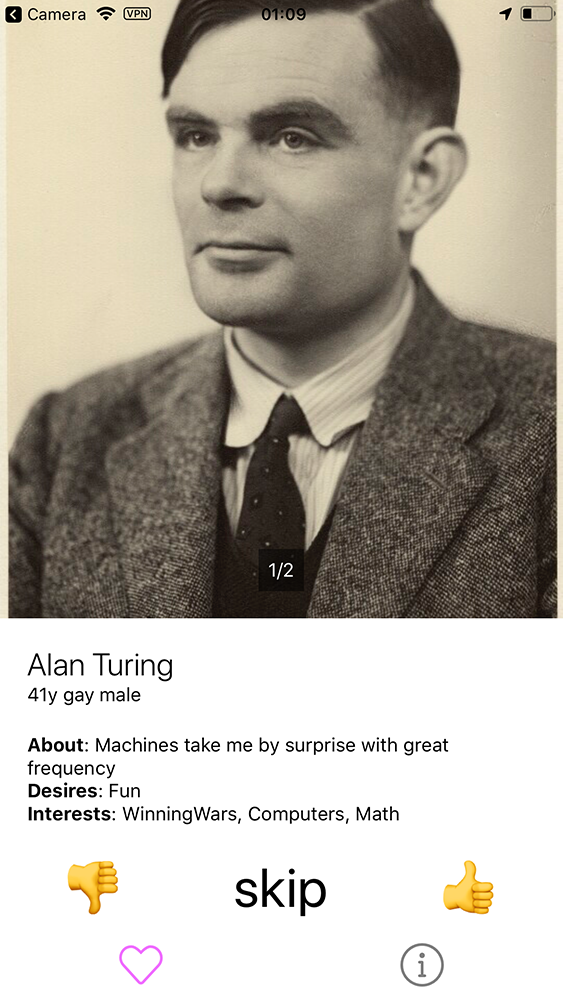 Camera VPN 01:09
1/2
Alan Turing
41y gay male
About: Machines take me by surprise with great
frequency
Desires: Fun
Interests: WinningWars, Computers, Math
skip